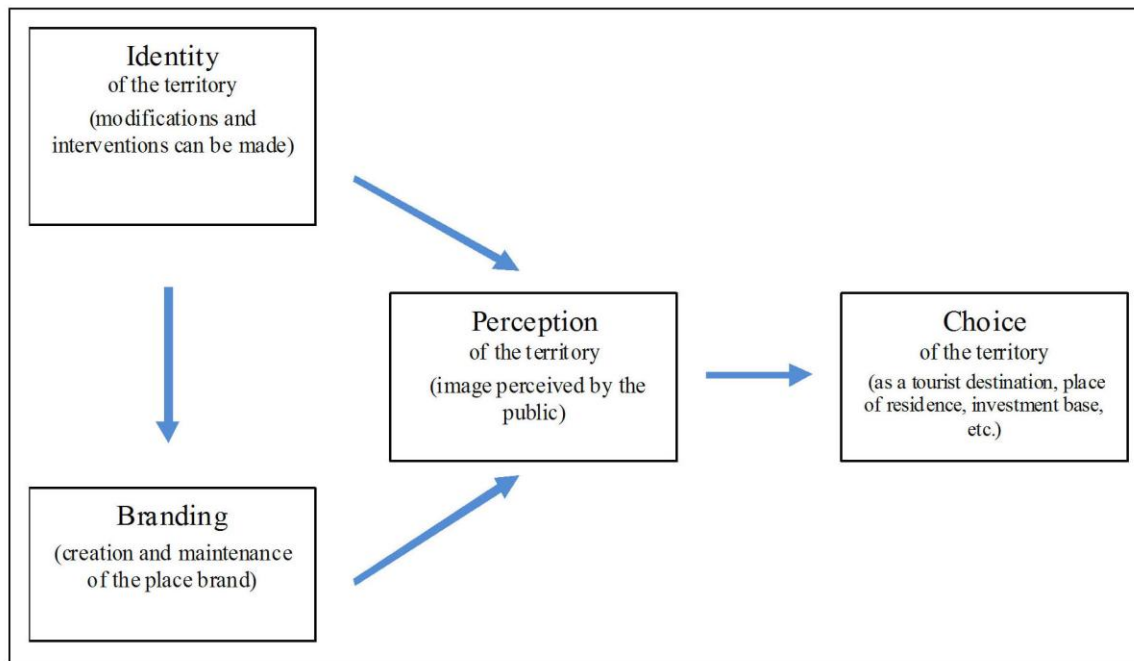 Identity
of the territory
(modifications and
interventions can be made)
Perception
of the territory
(image perceived by the
public)
Choice
of the territory
(as a tourist destination, place
of residence, investment base,
etc.)
Branding
(creation and maintenance
of the place brand)